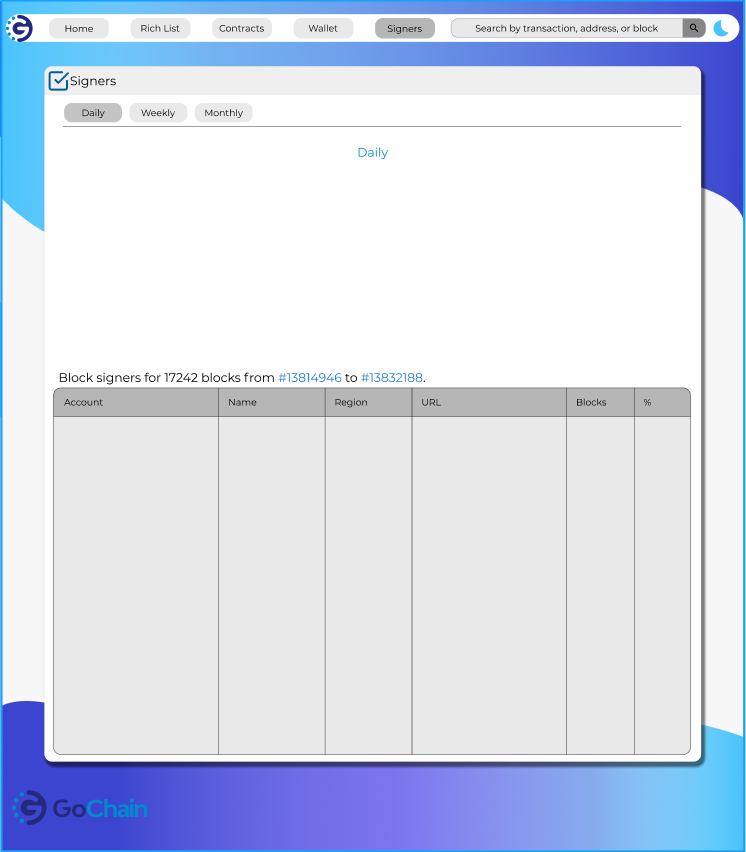 Home Rich List Contracts Wallet Signers Search by transaction, address, or block
Signers
Daily Weekly Monthly
Daily
Block signers for 17242 blocks from #13814946 to #13832188.
Account Name Region URL Blocks %
GoChain